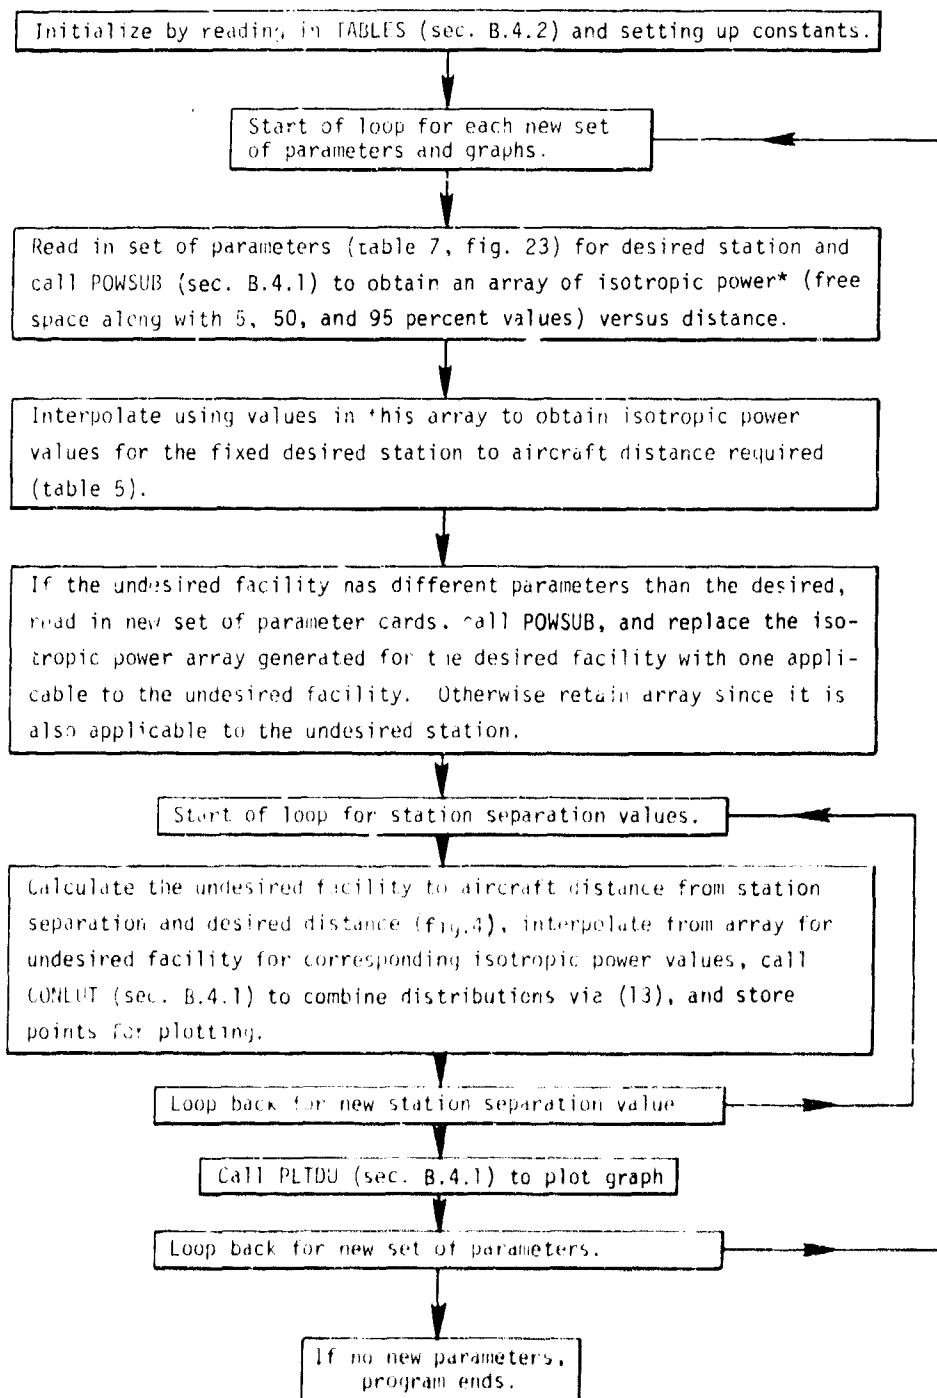 Initialize by reading in TABLES (sec. B.4.2) and setting up constants.
Start of loop for each new set
of parameters and graphs.
Read in set of parameters (table 7, fig. 23) for desired station and
call POWSUB (sec. B.4.1) to obtain an array of isotropic power* (free
space along with 5, 50, and 95 percent values) versus distance.
Interpolate using values in this array to obtain isotropic power
values for the fixed desired station to aircraft distance required
(table 5).
If the undesired facility has different parameters than the desired,
read in new set of parameter cards, call POWSUB, and replace the iso-
tropic power array generated for the desired facility with one appli-
cable to the undesired facility. Otherwise retain array since it is
also applicable to the undesired station.
Start of loop for station separation values.
Calculate the undesired facility to aircraft distance from station
separation and desired distance (fig.4), interpolate from array for
undesired facility for corresponding isotropic power values, call
CONLUT (sec. B.4.1) to combine distributions via (13), and store
points for plotting.
Loop back for new station separation value
Call PLTDU (sec. B.4.1) to plot graph
Loop back for new set of parameters.
If no new parameters,
program ends.